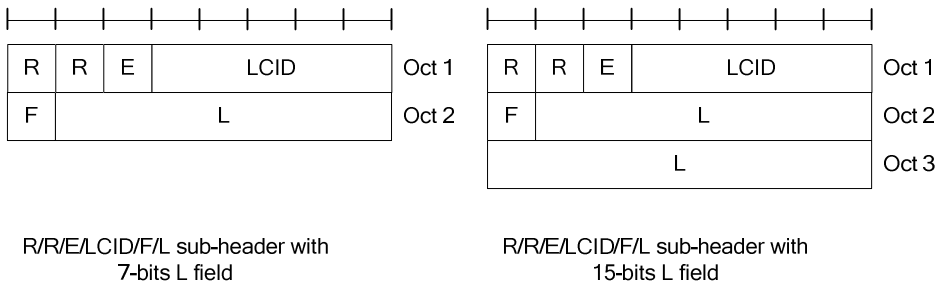 R R E LCID Oct 1
F L Oct 2
R/R/E/LCID/F/L sub-header with
7-bits L field
R R E LCID Oct 1
F L Oct 2
L Oct 3
R/R/E/LCID/F/L sub-header with
15-bits L field